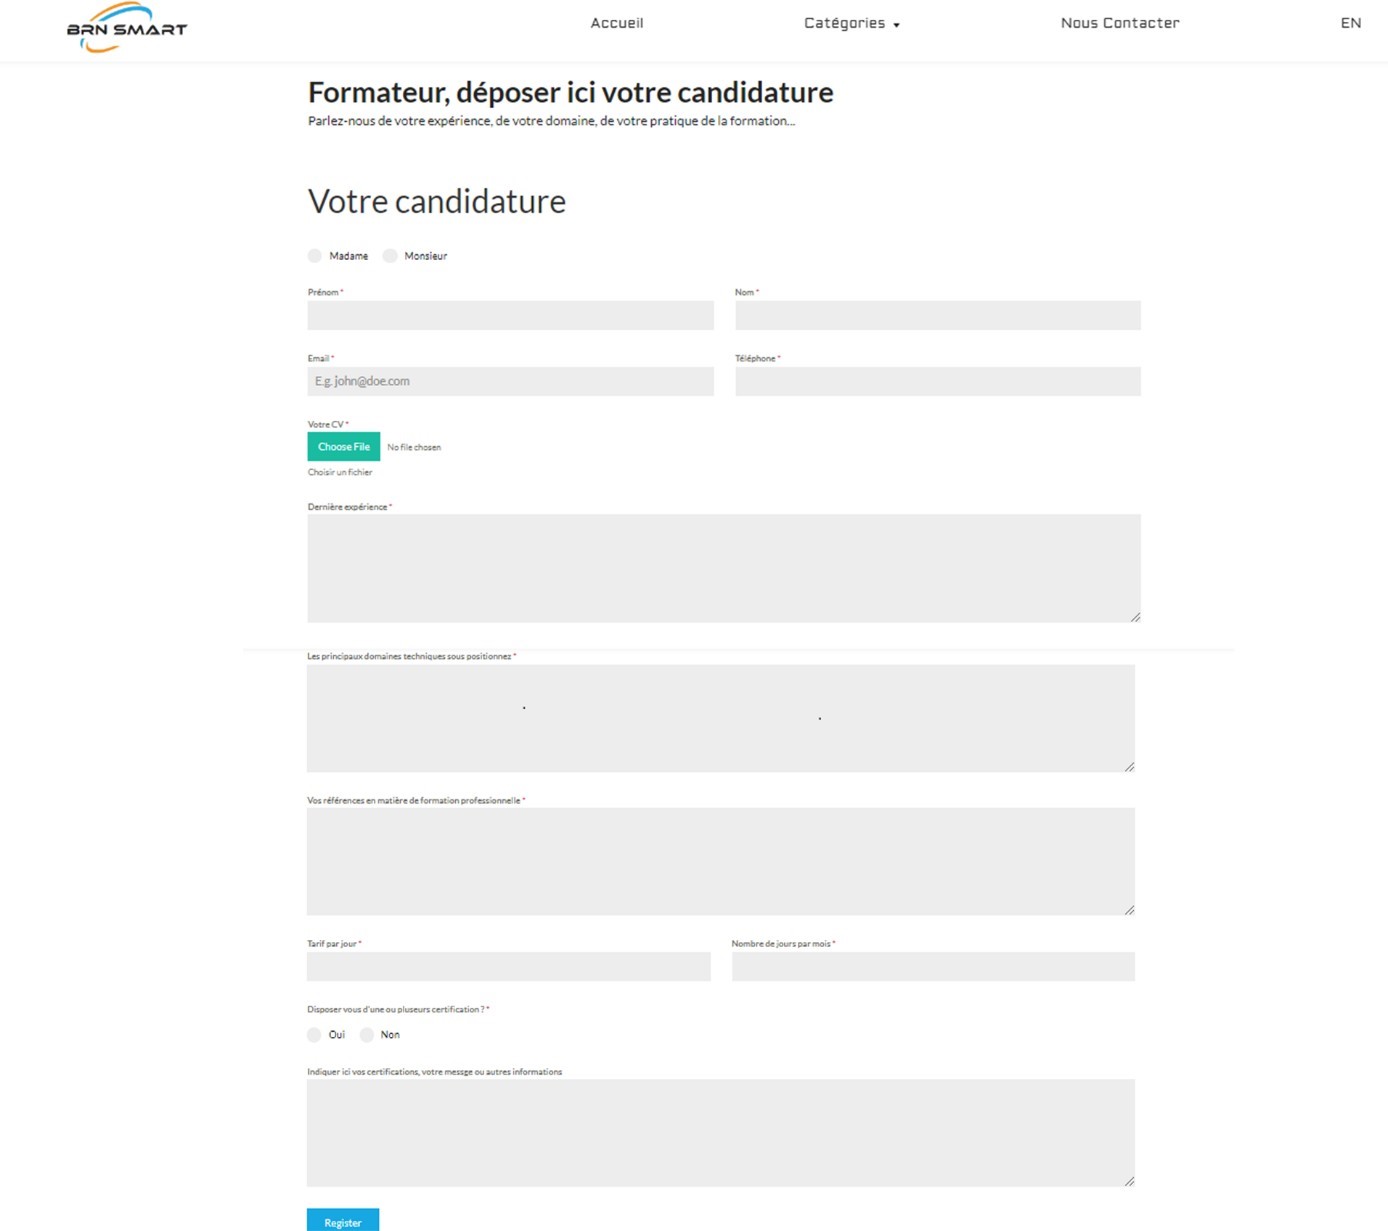 BRN SMART
Accueil
Catégories
Nous Contacter
EN
Formateur, déposer ici votre candidature
Parlez-nous de votre expérience, de votre domaine, de votre pratique de la formation...
Votre candidature
Madame Monsieur
Prénom *
Nom *
Email *
Téléphone *
E.g. john@doe.com
Votre CV *
Choose File No file chosen
Choisir un fichier
Dernière expérience *
Les principaux domaines techniques sous positionnez *
Vos références en matière de formation professionnelle *
Tarif par jour *
Nombre de jours par mois *
Disposer vous d'une ou pluseurs certification ? *
Oui Non
Indiquer ici vos certifications, votre messge ou autres informations
Register